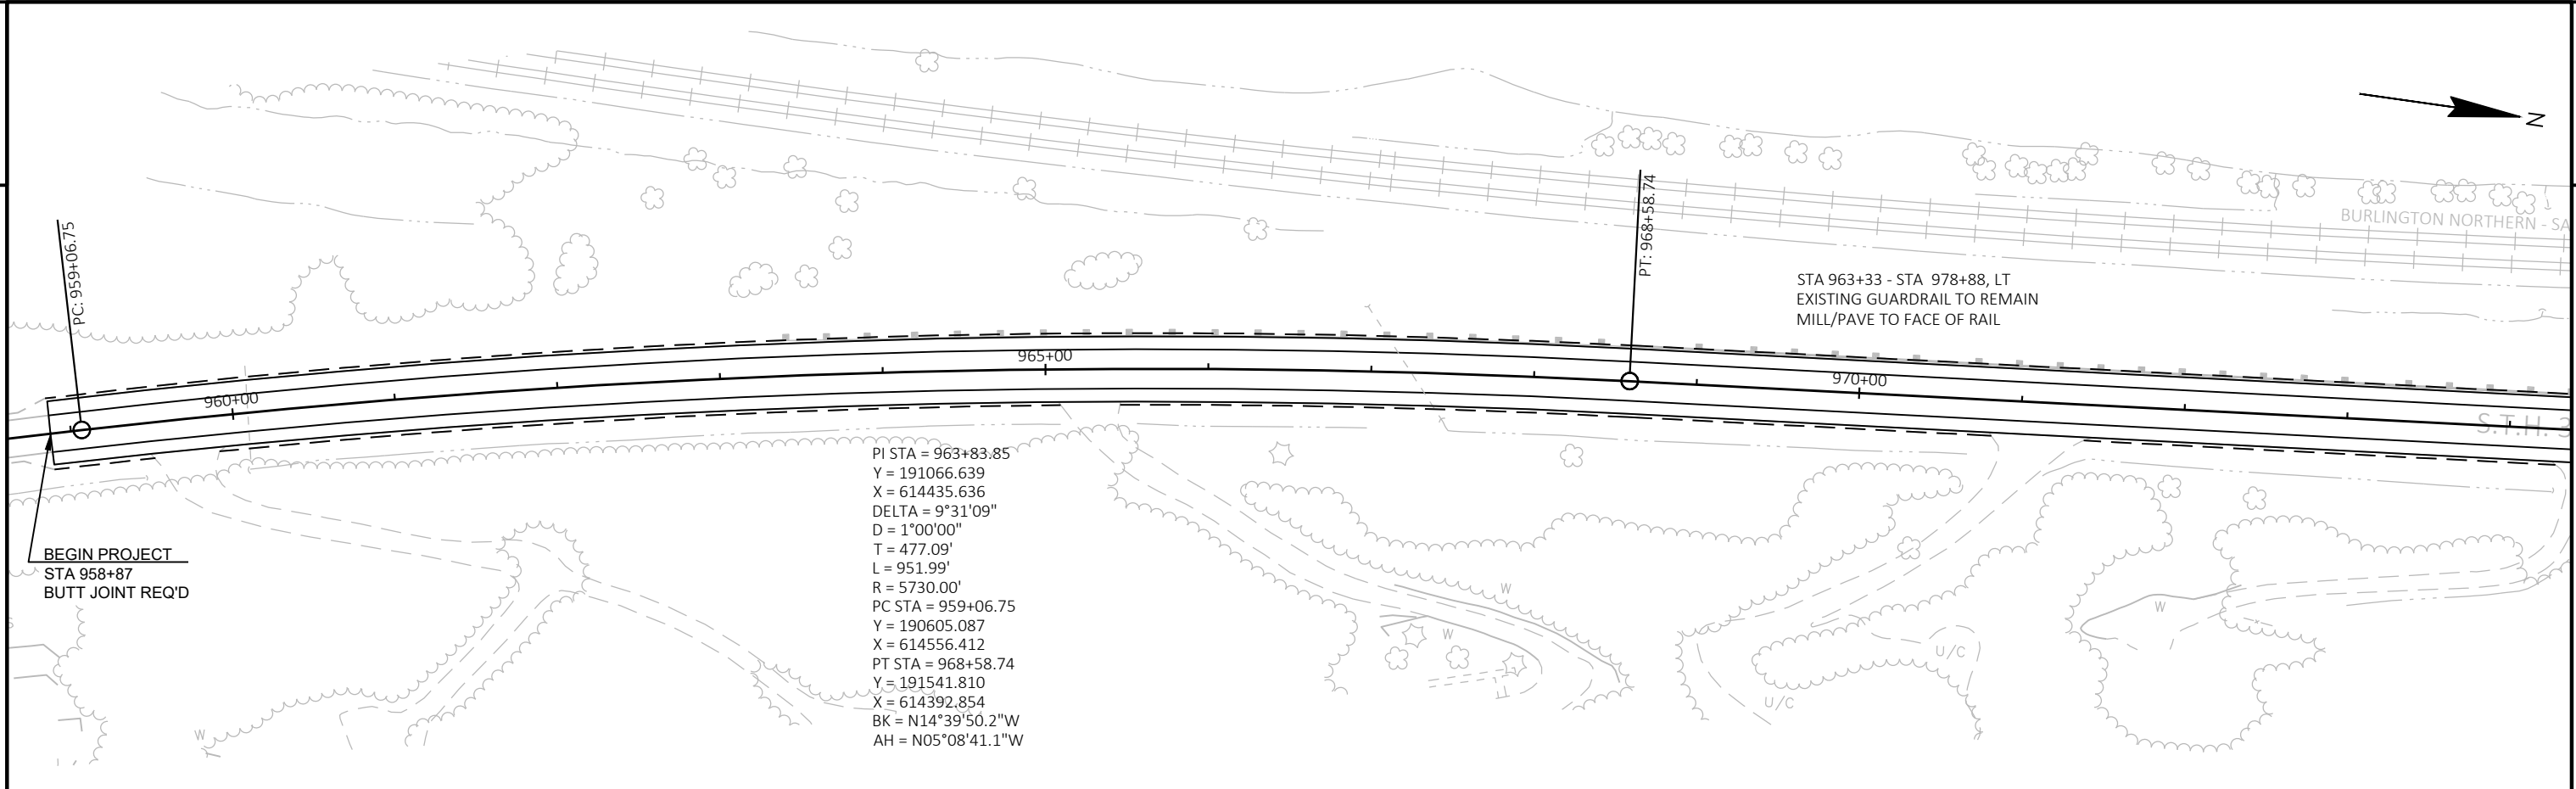 N
BURLINGTON NORTHERN - SA
PC: 959+06.75
PT: 968+58.74
STA 963+33 - STA 978+88, LT
EXISTING GUARDRAIL TO REMAIN
MILL/PAVE TO FACE OF RAIL
960+00
965+00
970+00
S.T.H. 3
BEGIN PROJECT
STA 958+87
BUTT JOINT REQ'D
PI STA = 963+83.85
Y = 191066.639
X = 614435.636
DELTA = 9°31'09"
D = 1°00'00"
T = 477.09'
L = 951.99'
R = 5730.00'
PC STA = 959+06.75
Y = 190605.087
X = 614556.412
PT STA = 968+58.74
Y = 191541.810
X = 614392.854
BK = N14°39'50.2"W
AH = N05°08'41.1"W
W
W
W
W
U/C
U/C